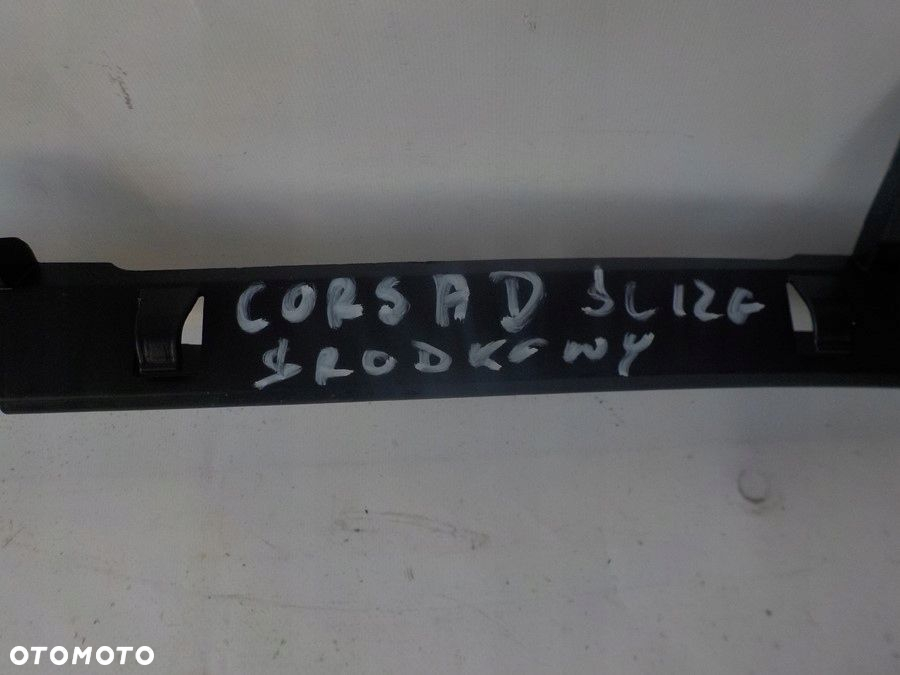 CORSA D ŚLIZG
ŚRODKOWY
OTOMOTO